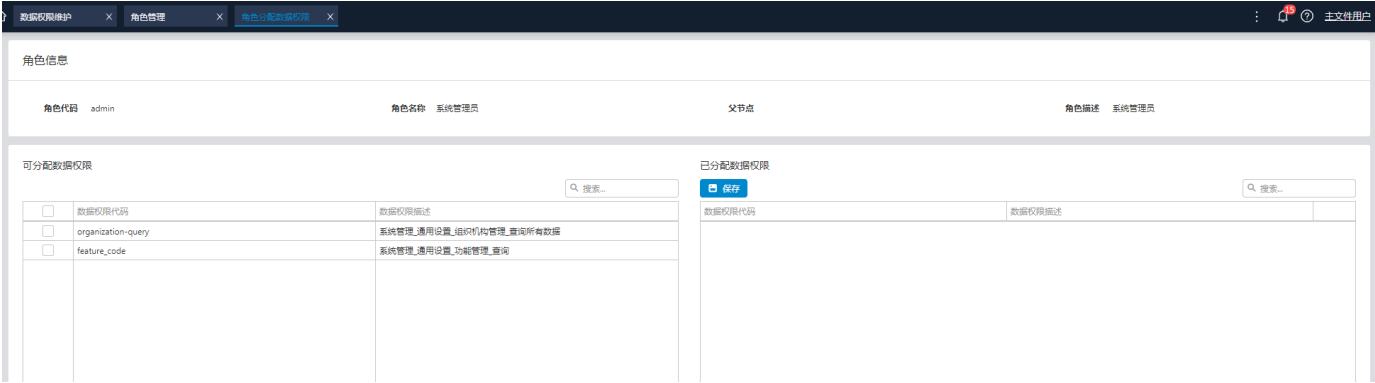 数据权限维护 X 角色管理 X 角色分配数据权限 X 15 主文件用户
角色信息
角色代码 admin 角色名称 系统管理员 父节点 角色描述 系统管理员
可分配数据权限 已分配数据权限
搜索... 保存 搜索...
数据权限代码 数据权限描述 数据权限代码 数据权限描述
organization-query 系统管理_通用设置_组织机构管理_查询所有数据
feature_code 系统管理_通用设置_功能管理_查询